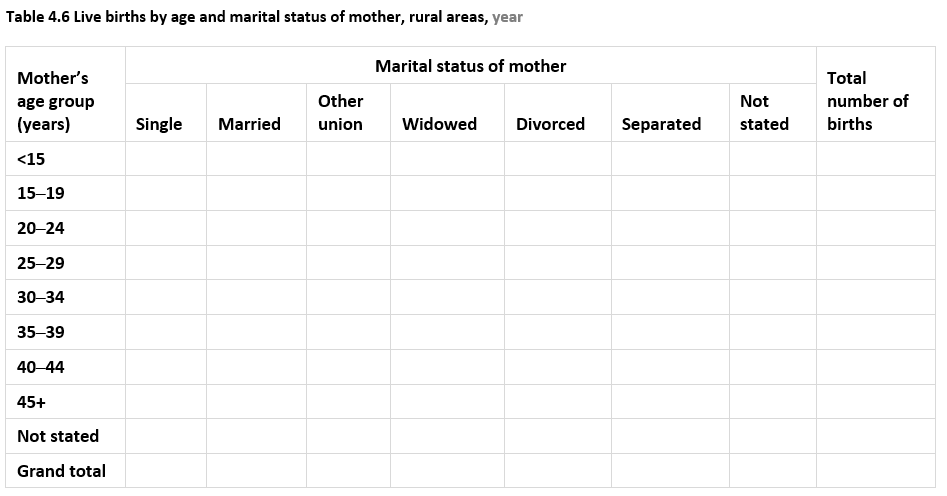 Table 4.6 Live births by age and marital status of mother, rural areas, year
Mother’s age group (years)
Marital status of mother
Total number of births
Single Married Other union Widowed Divorced Separated Not stated
<15
15–19
20–24
25–29
30–34
35–39
40–44
45+
Not stated
Grand total